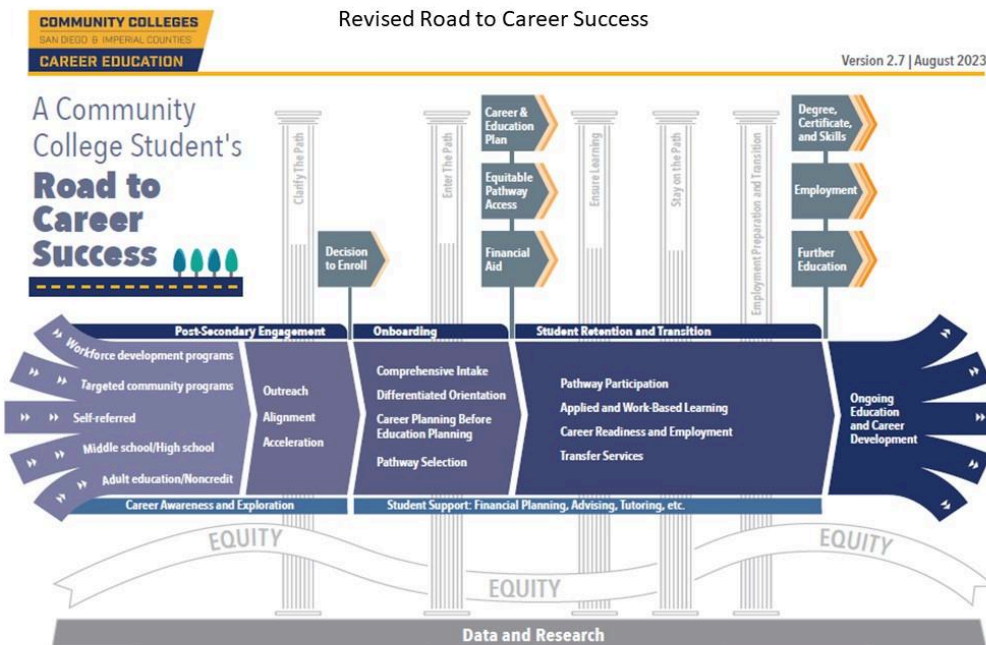 Revised Road to Career Success
COMMUNITY COLLEGES
SAN DIEGO & IMPERIAL COUNTIES
CAREER EDUCATION
Version 2.7 | August 2023
A Community
College Student's
Road to
Career
Success
Clarify The Path
Enter The Path
Ensure Learning
Stay on the Path
Employment Preparation and Transition
Decision
to Enroll
Career &
Education
Plan
Equitable
Pathway
Access
Financial
Aid
Degree,
Certificate,
and Skills
Employment
Further
Education
Post-Secondary Engagement
Onboarding
Student Retention and Transition
Workforce development programs
Targeted community programs
Self-referred
Middle school/High school
Adult education/Noncredit
Outreach
Alignment
Acceleration
Comprehensive Intake
Differentiated Orientation
Career Planning Before
Education Planning
Pathway Selection
Pathway Participation
Applied and Work-Based Learning
Career Readiness and Employment
Transfer Services
Ongoing
Education
and Career
Development
Career Awareness and Exploration
Student Support: Financial Planning, Advising, Tutoring, etc.
EQUITY
EQUITY
EQUITY
Data and Research